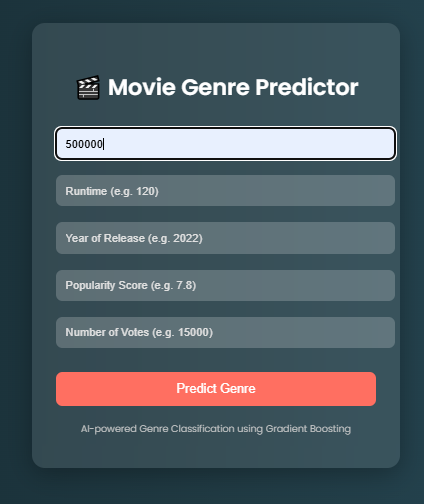 🎬 Movie Genre Predictor
500000
Runtime (e.g. 120)
Year of Release (e.g. 2022)
Popularity Score (e.g. 7.8)
Number of Votes (e.g. 15000)
Predict Genre
AI-powered Genre Classification using Gradient Boosting